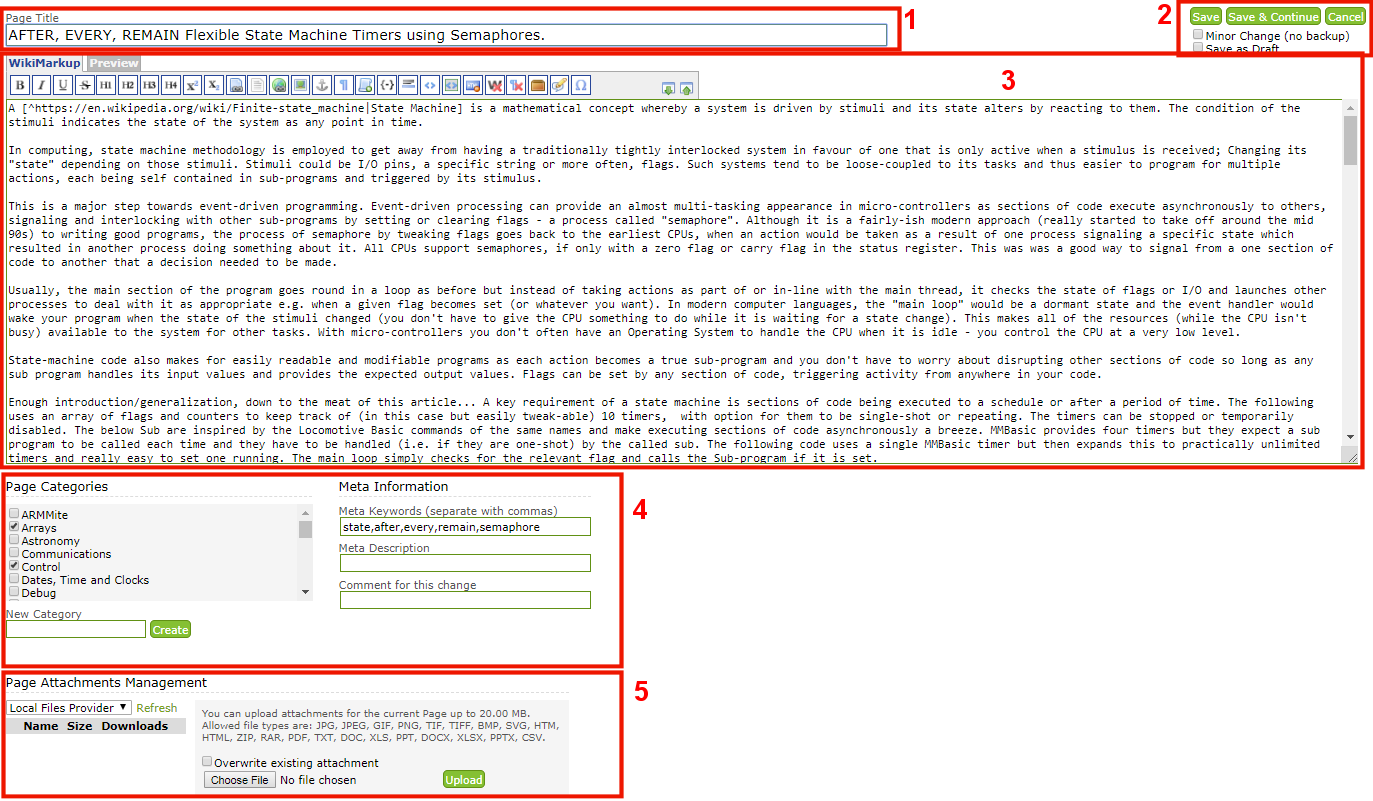 Page Title
1
AFTER, EVERY, REMAIN Flexible State Machine Timers using Semaphores.
2
Save Save & Continue Cancel
Minor Change (no backup)
Save as Draft
WikiMarkup Preview
3
B I U S H1 H2 H3 H4 X² X₂ ¶ {·} <> Ω
A [^https://en.wikipedia.org/wiki/Finite-state_machine|State Machine] is a mathematical concept whereby a system is driven by stimuli and its state alters by reacting to them. The condition of the
stimuli indicates the state of the system as any point in time.
In computing, state machine methodology is employed to get away from having a traditionally tightly interlocked system in favour of one that is only active when a stimulus is received; Changing its
"state" depending on those stimuli. Stimuli could be I/O pins, a specific string or more often, flags. Such systems tend to be loose-coupled to its tasks and thus easier to program for multiple
actions, each being self contained in sub-programs and triggered by its stimulus.
This is a major step towards event-driven programming. Event-driven processing can provide an almost multi-tasking appearance in micro-controllers as sections of code execute asynchronously to others,
signaling and interlocking with other sub-programs by setting or clearing flags - a process called "semaphore". Although it is a fairly-ish modern approach (really started to take off around the mid
90s) to writing good programs, the process of semaphore by tweaking flags goes back to the earliest CPUs, when an action would be taken as a result of one process signaling a specific state which
resulted in another process doing something about it. All CPUs support semaphores, if only with a zero flag or carry flag in the status register. This was was a good way to signal from a one section of
code to another that a decision needed to be made.
Usually, the main section of the program goes round in a loop as before but instead of taking actions as part of or in-line with the main thread, it checks the state of flags or I/O and launches other
processes to deal with it as appropriate e.g. when a given flag becomes set (or whatever you want). In modern computer languages, the "main loop" would be a dormant state and the event handler would
wake your program when the state of the stimuli changed (you don't have to give the CPU something to do while it is waiting for a state change). This makes all of the resources (while the CPU isn't
busy) available to the system for other tasks. With micro-controllers you don't often have an Operating System to handle the CPU when it is idle - you control the CPU at a very low level.
State-machine code also makes for easily readable and modifiable programs as each action becomes a true sub-program and you don't have to worry about disrupting other sections of code so long as any
sub program handles its input values and provides the expected output values. Flags can be set by any section of code, triggering activity from anywhere in your code.
Enough introduction/generalization, down to the meat of this article... A key requirement of a state machine is sections of code being executed to a schedule or after a period of time. The following
uses an array of flags and counters to keep track of (in this case but easily tweak-able) 10 timers,  with option for them to be single-shot or repeating. The timers can be stopped or temporarily
disabled. The below Sub are inspired by the Locomotive Basic commands of the same names and make executing sections of code asynchronously a breeze. MMBasic provides four timers but they expect a sub
program to be called each time and they have to be handled (i.e. if they are one-shot) by the called sub. The following code uses a single MMBasic timer but then expands this to practically unlimited
timers and really easy to set one running. The main loop simply checks for the relevant flag and calls the Sub-program if it is set.
4
Page Categories
ARMMite
Arrays
Astronomy
Communications
Control
Dates, Time and Clocks
Debug
New Category
Create
Meta Information
Meta Keywords (separate with commas)
state,after,every,remain,semaphore
Meta Description
Comment for this change
5
Page Attachments Management
Local Files Provider Refresh
Name Size Downloads
You can upload attachments for the current Page up to 20.00 MB.
Allowed file types are: JPG, JPEG, GIF, PNG, TIF, TIFF, BMP, SVG, HTM,
HTML, ZIP, RAR, PDF, TXT, DOC, XLS, PPT, DOCX, XLSX, PPTX, CSV.
Overwrite existing attachment
Choose File No file chosen
Upload